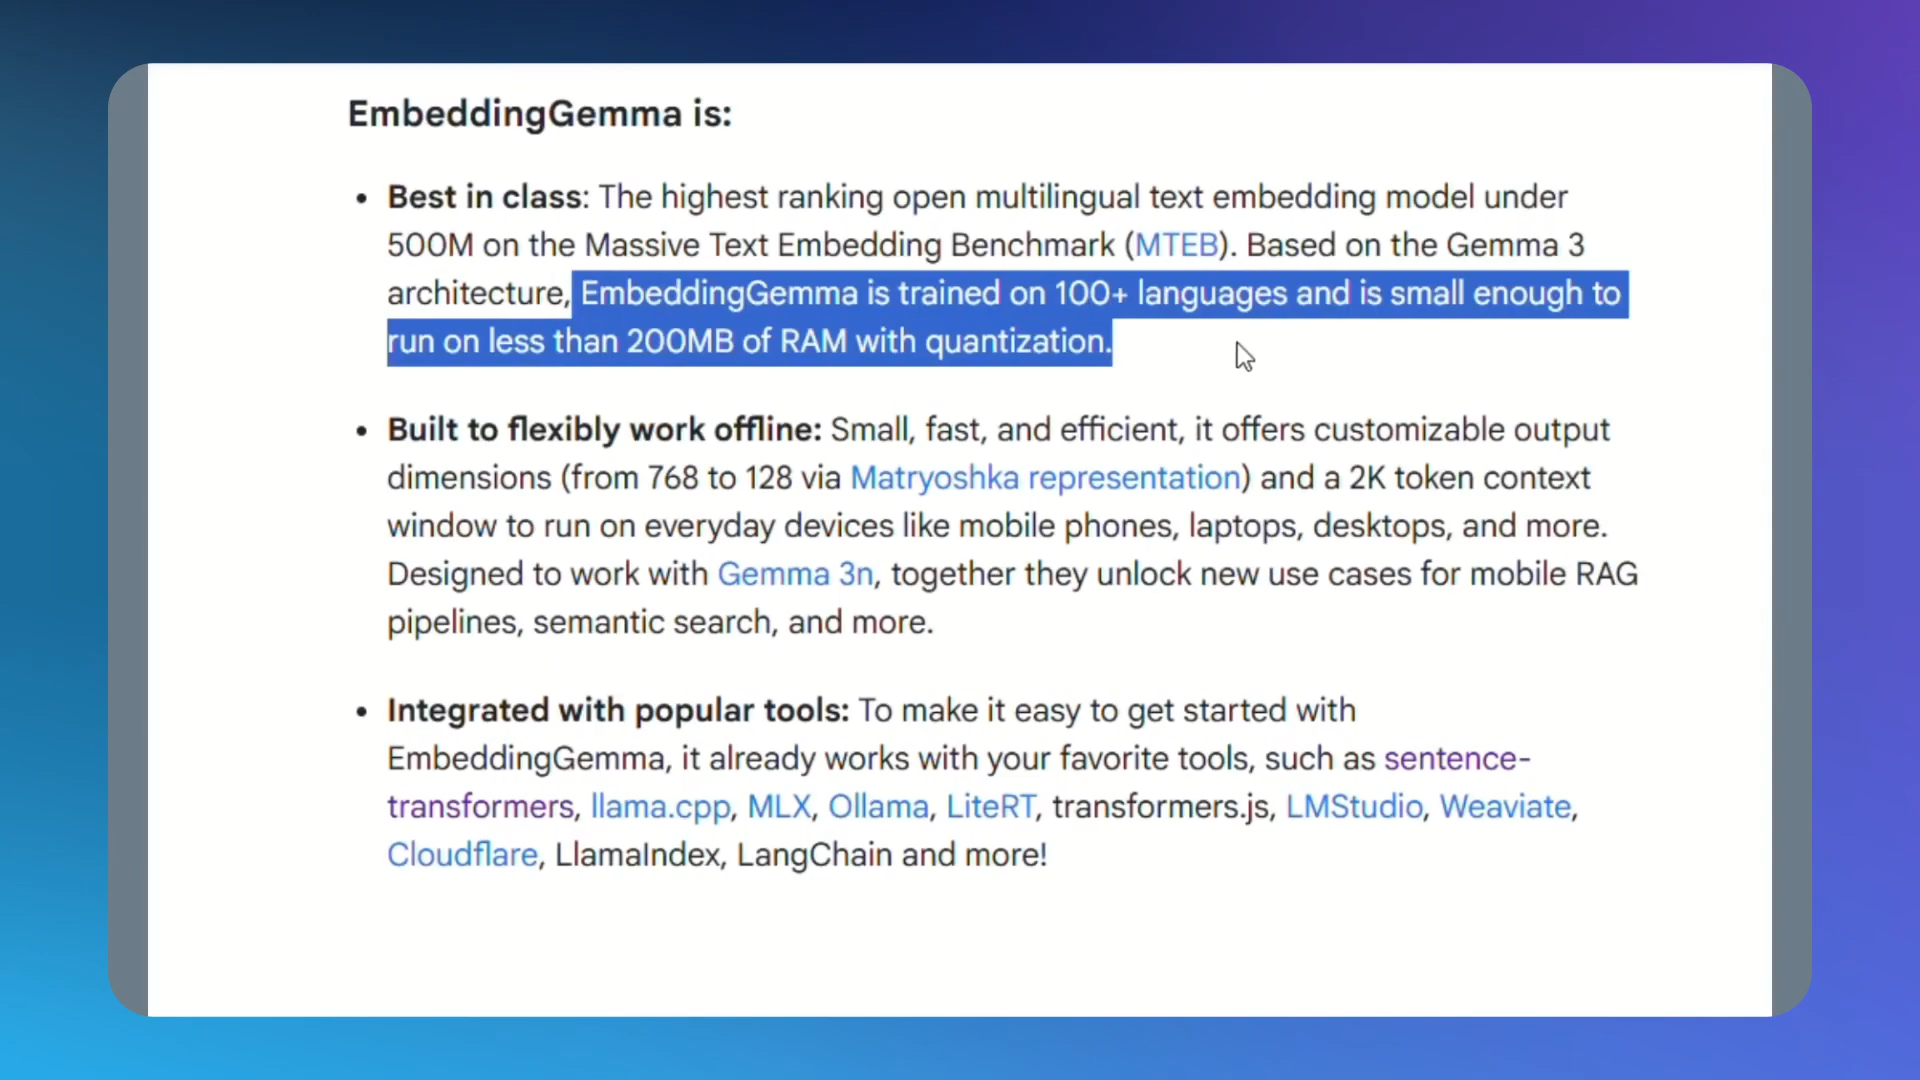 EmbeddingGemma is:
• Best in class: The highest ranking open multilingual text embedding model under
500M on the Massive Text Embedding Benchmark (MTEB). Based on the Gemma 3
architecture, EmbeddingGemma is trained on 100+ languages and is small enough to
run on less than 200MB of RAM with quantization.
• Built to flexibly work offline: Small, fast, and efficient, it offers customizable output
dimensions (from 768 to 128 via Matryoshka representation) and a 2K token context
window to run on everyday devices like mobile phones, laptops, desktops, and more.
Designed to work with Gemma 3n, together they unlock new use cases for mobile RAG
pipelines, semantic search, and more.
• Integrated with popular tools: To make it easy to get started with
EmbeddingGemma, it already works with your favorite tools, such as sentence-
transformers, llama.cpp, MLX, Ollama, LiteRT, transformers.js, LMStudio, Weaviate,
Cloudflare, LlamaIndex, LangChain and more!